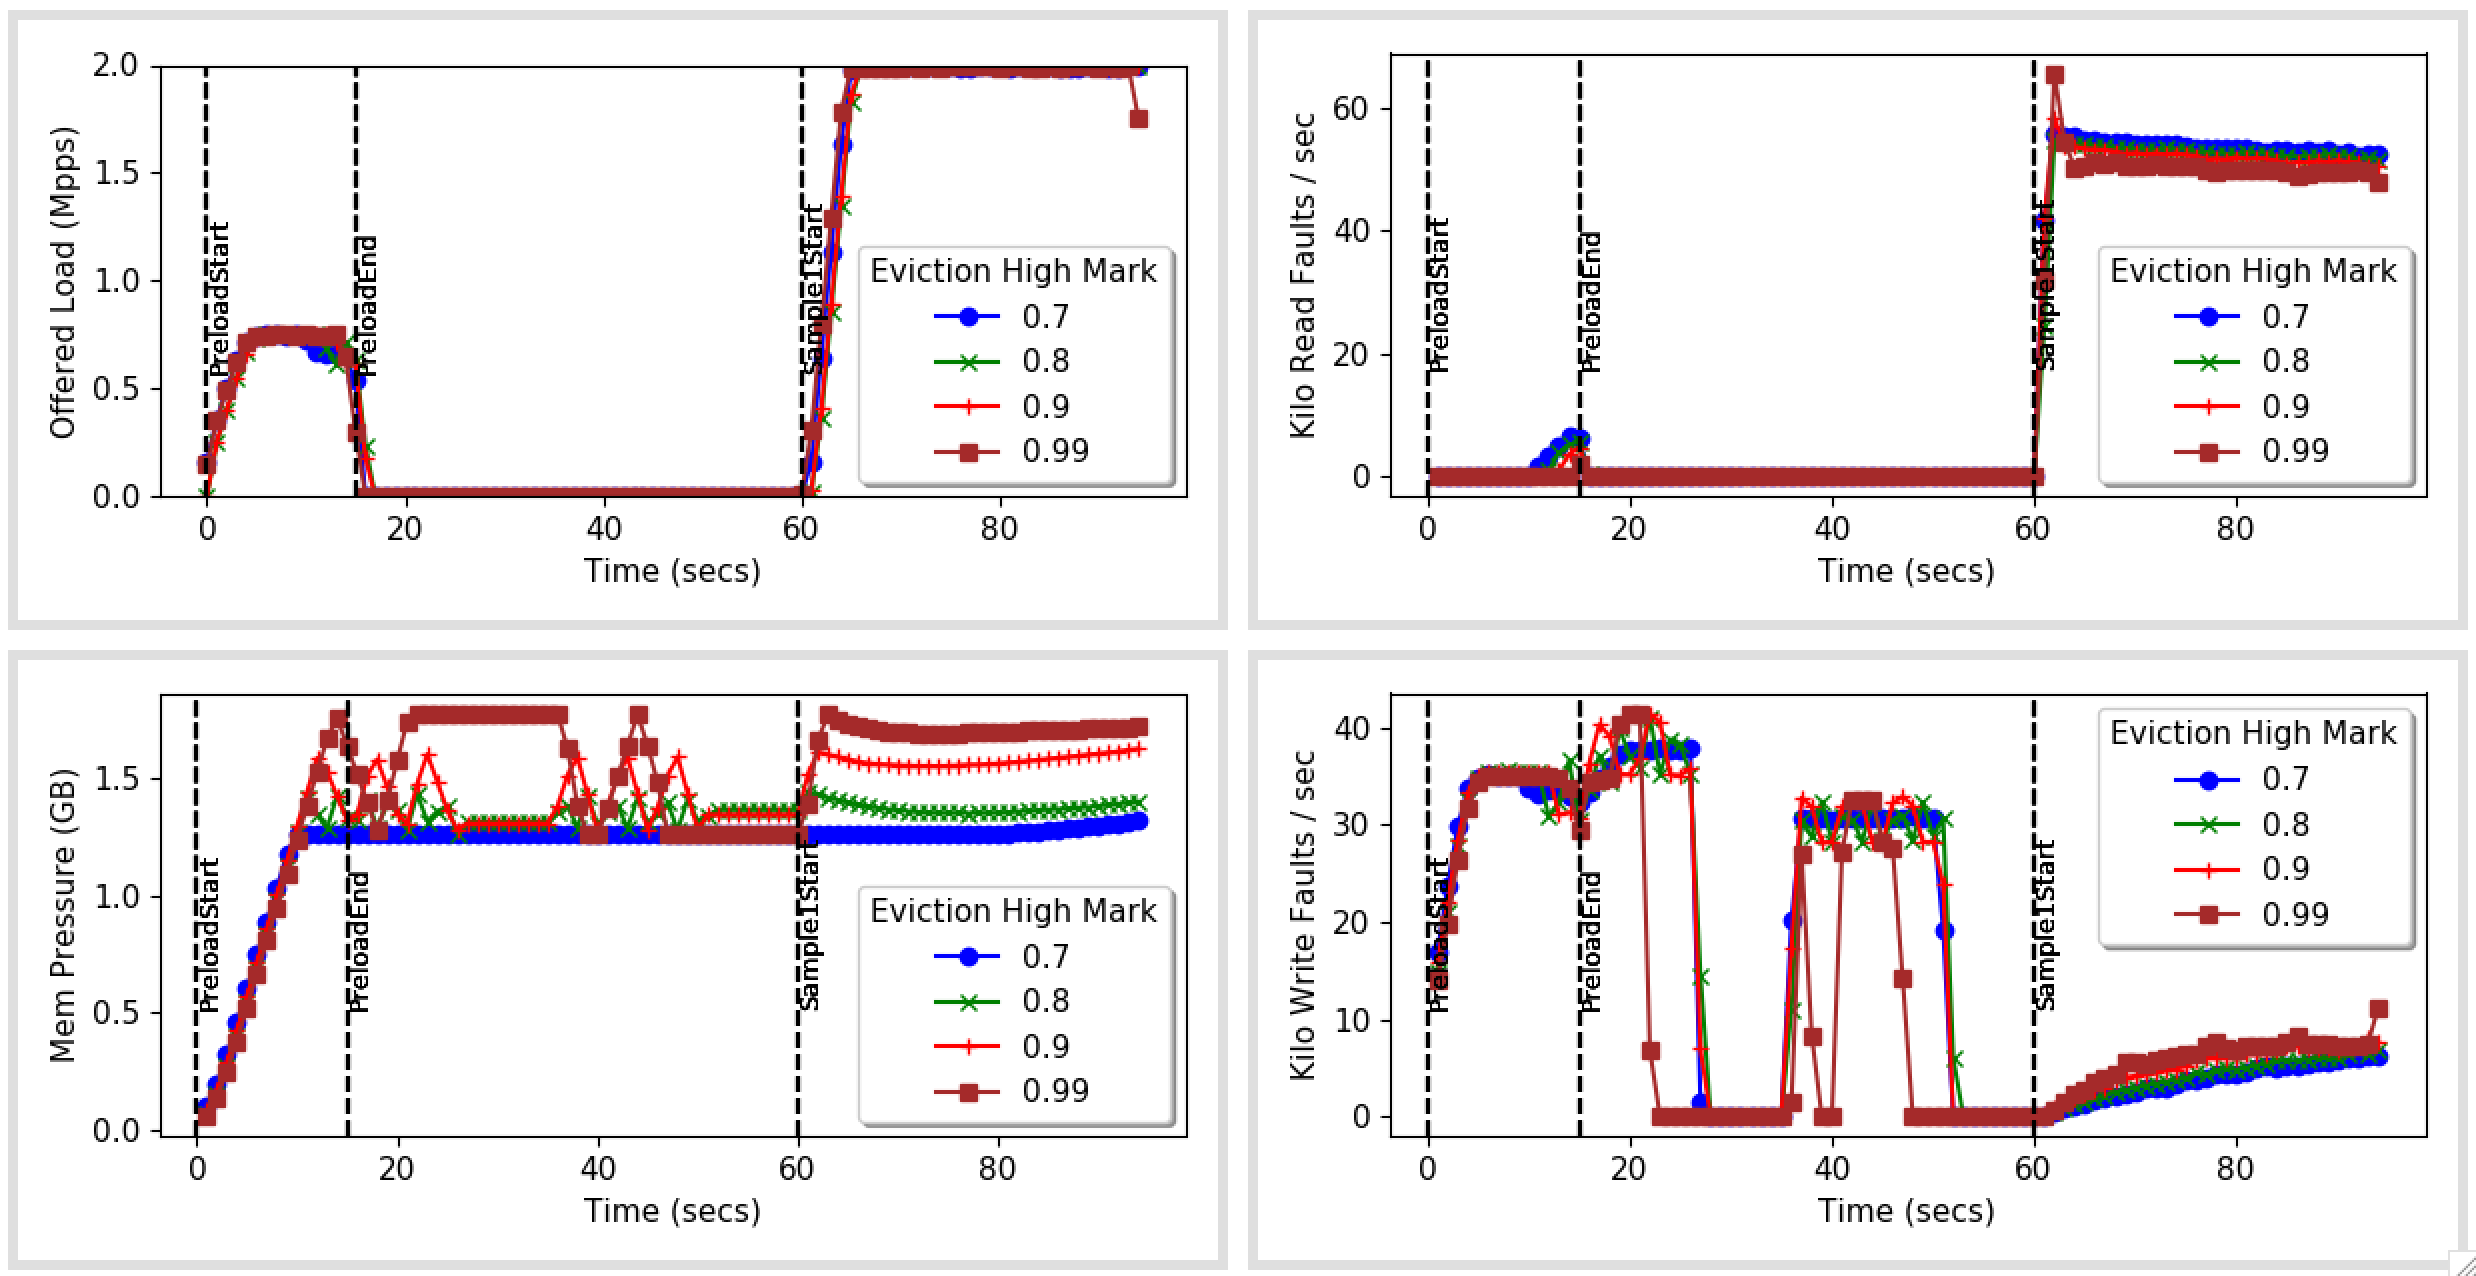 2.0
1.5
1.0
0.5
0.0
Offered Load (Mpps)
PreloadStart
PreloadEnd
Sample1Start
Eviction High Mark
0.7
0.8
0.9
0.99
0
20
40
60
80
Time (secs)
60
40
20
0
Kilo Read Faults / sec
PreloadStart
PreloadEnd
Sample1Start
Eviction High Mark
0.7
0.8
0.9
0.99
0
20
40
60
80
Time (secs)
1.5
1.0
0.5
0.0
Mem Pressure (GB)
PreloadStart
PreloadEnd
Sample1Start
Eviction High Mark
0.7
0.8
0.9
0.99
0
20
40
60
80
Time (secs)
40
30
20
10
0
Kilo Write Faults / sec
PreloadStart
PreloadEnd
Sample1Start
Eviction High Mark
0.7
0.8
0.9
0.99
0
20
40
60
80
Time (secs)